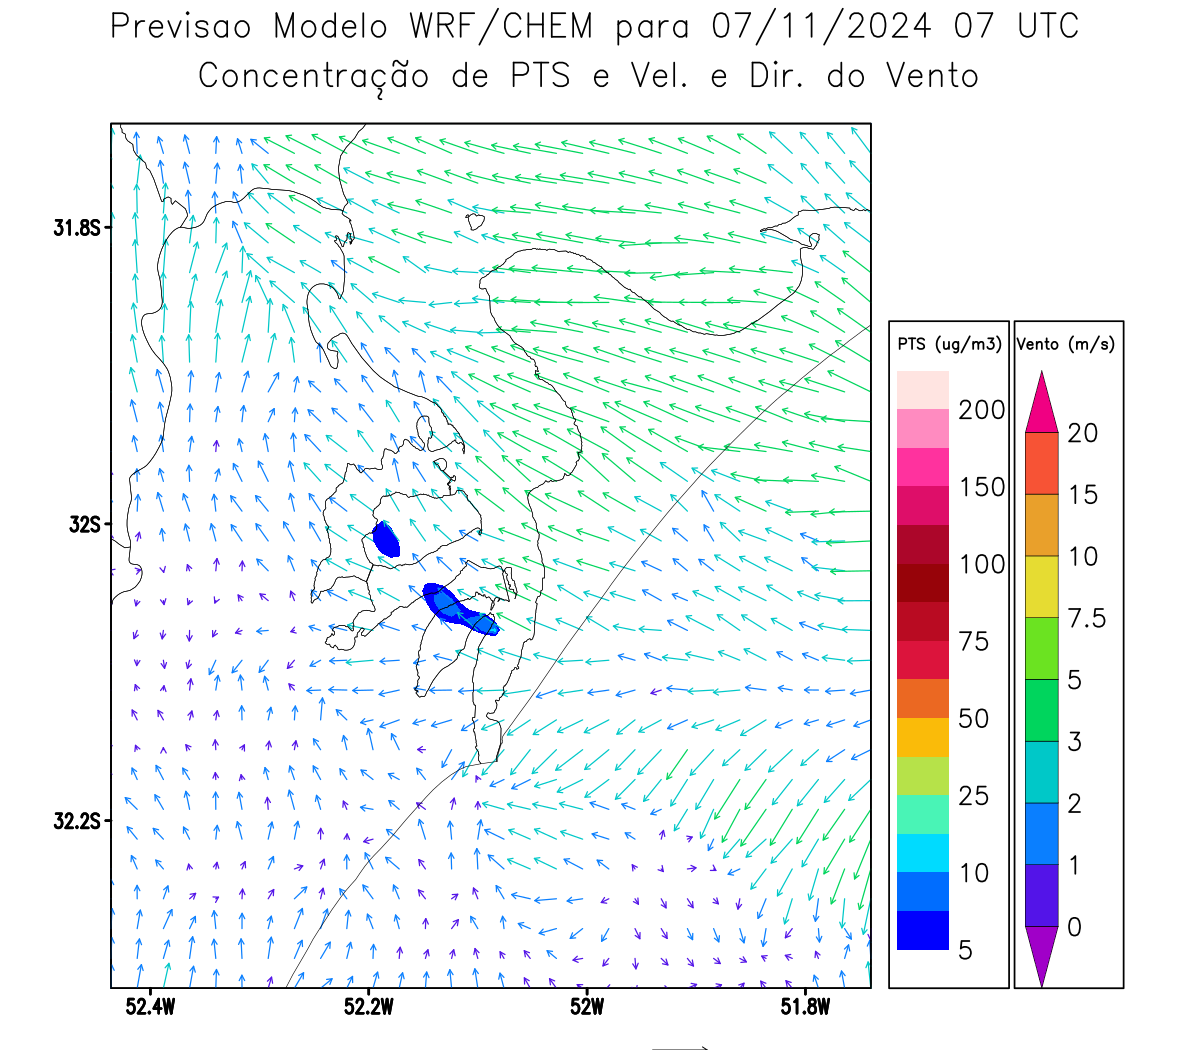 Previsao Modelo WRF/CHEM para 07/11/2024 07 UTC
Concentração de PTS e Vel. e Dir. do Vento
31.8S
32S
32.2S
52.4W
52.2W
52W
51.8W
PTS (ug/m3)
200
150
100
75
50
25
10
5
Vento (m/s)
20
15
10
7.5
5
3
2
1
0